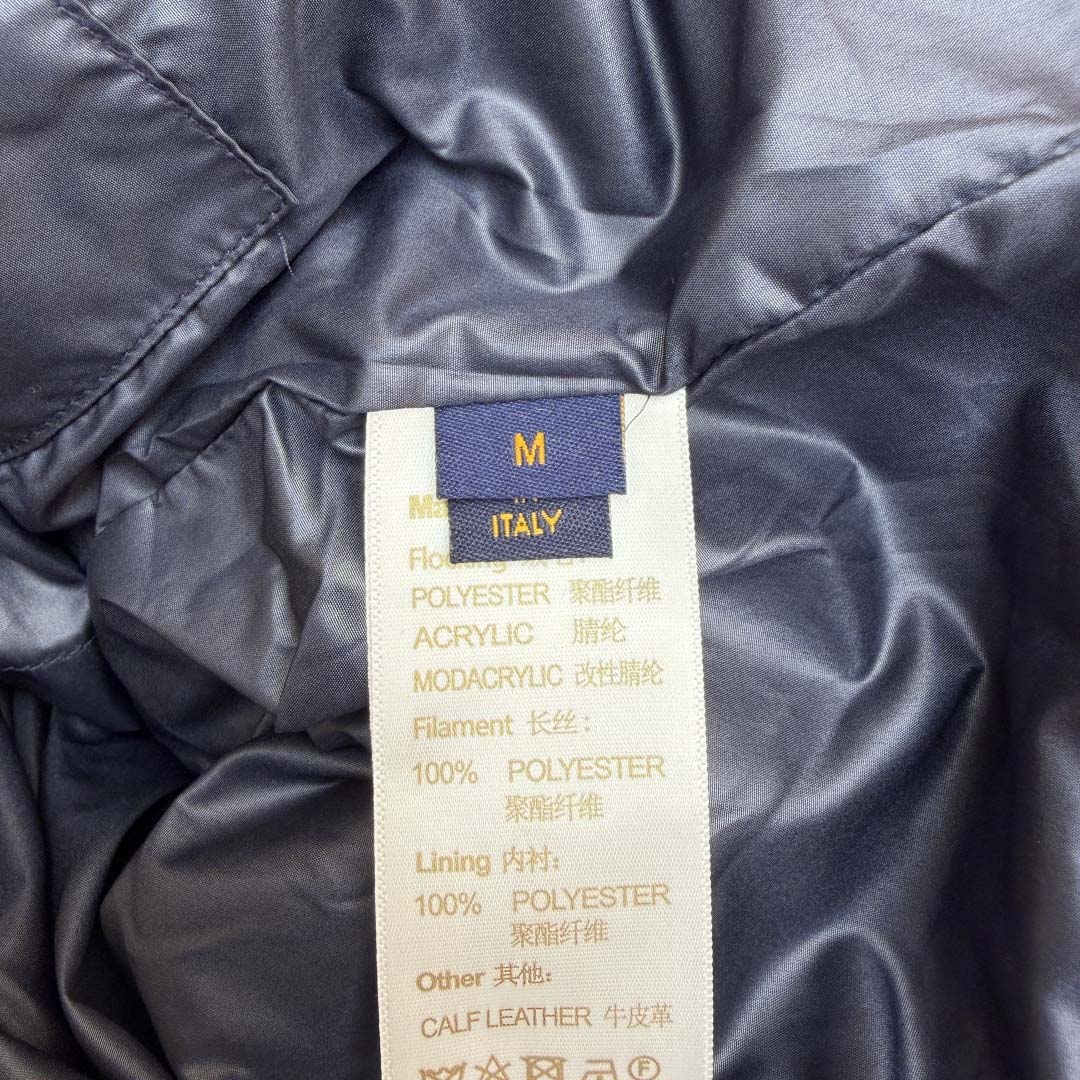 M
ITALY
POLYESTER 聚酯纤维
ACRYLIC 腈纶
MODACRYLIC 改性腈纶
Filament 长丝:
100% POLYESTER
聚酯纤维
Lining 内衬:
100% POLYESTER
聚酯纤维
Other 其他:
CALF LEATHER 牛皮革
F